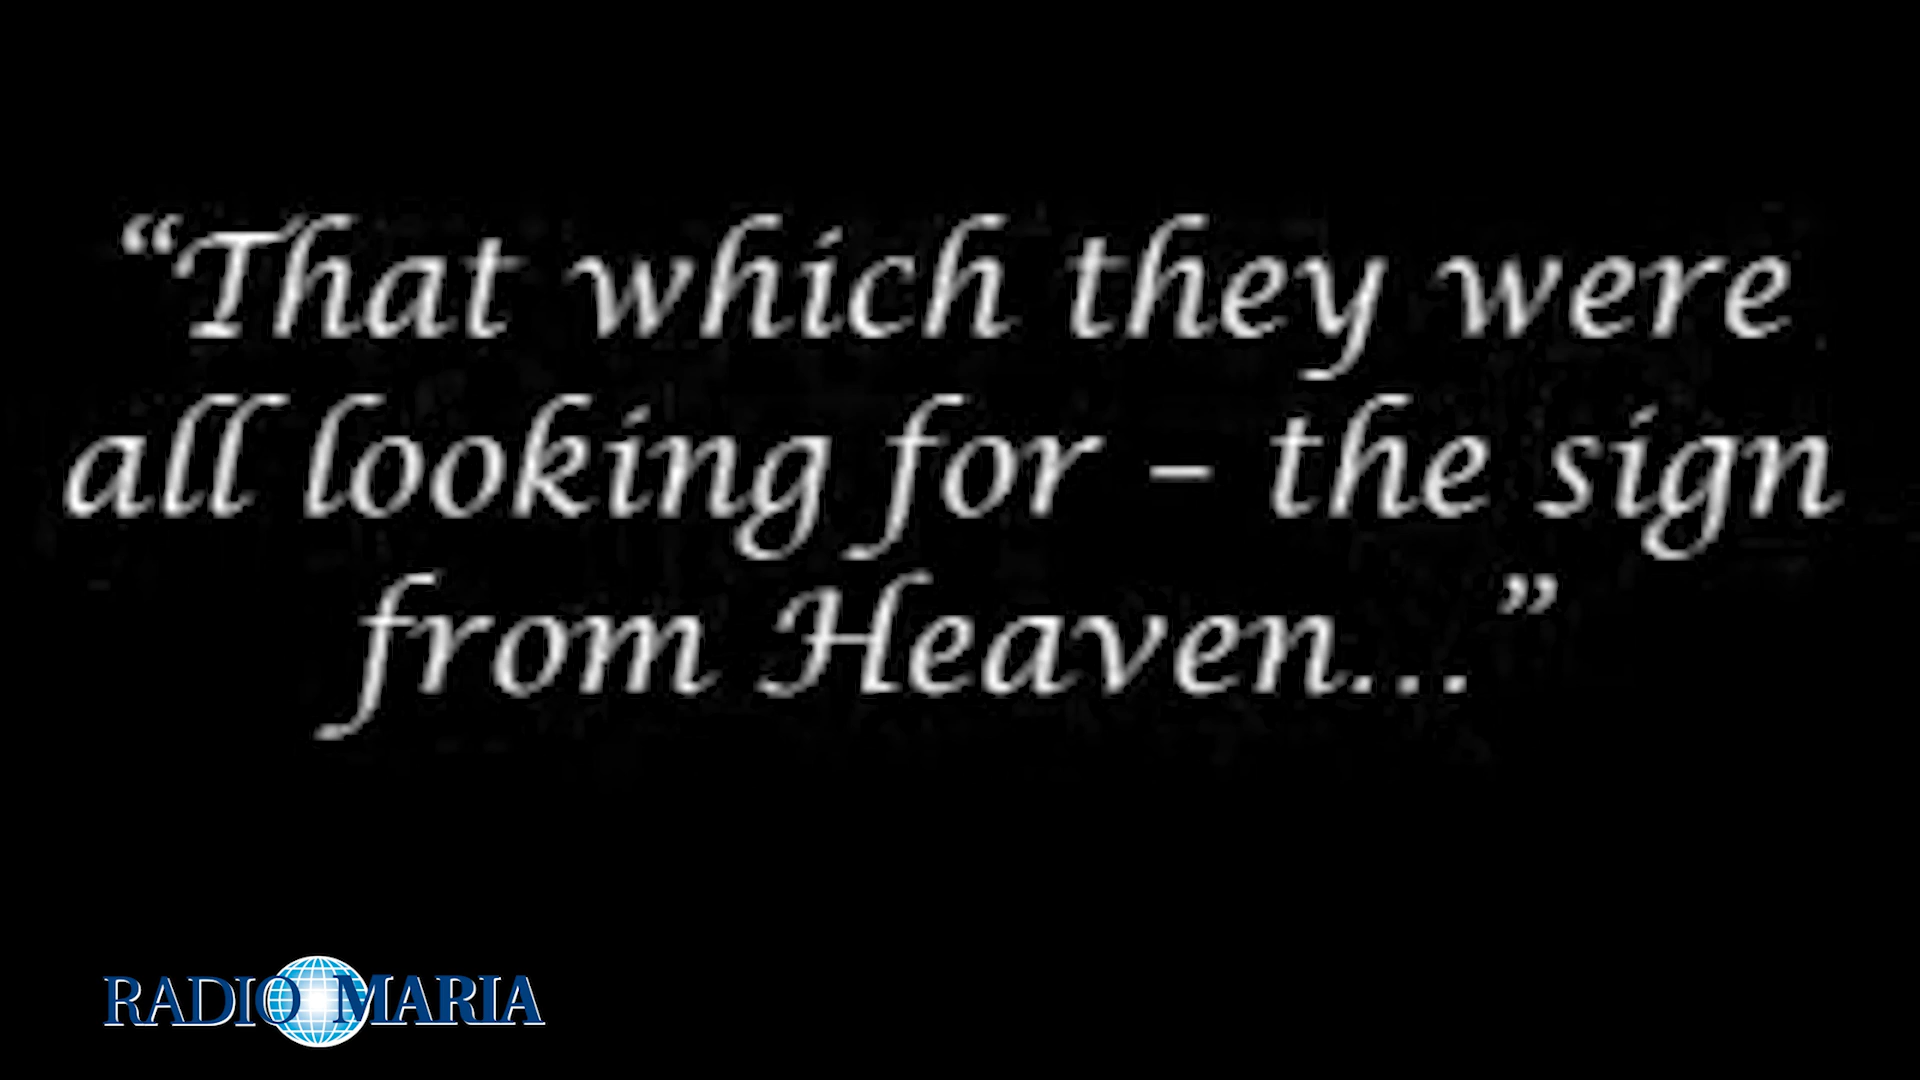 “That which they were
all looking for – the sign
from Heaven...”
RADIO MARIA